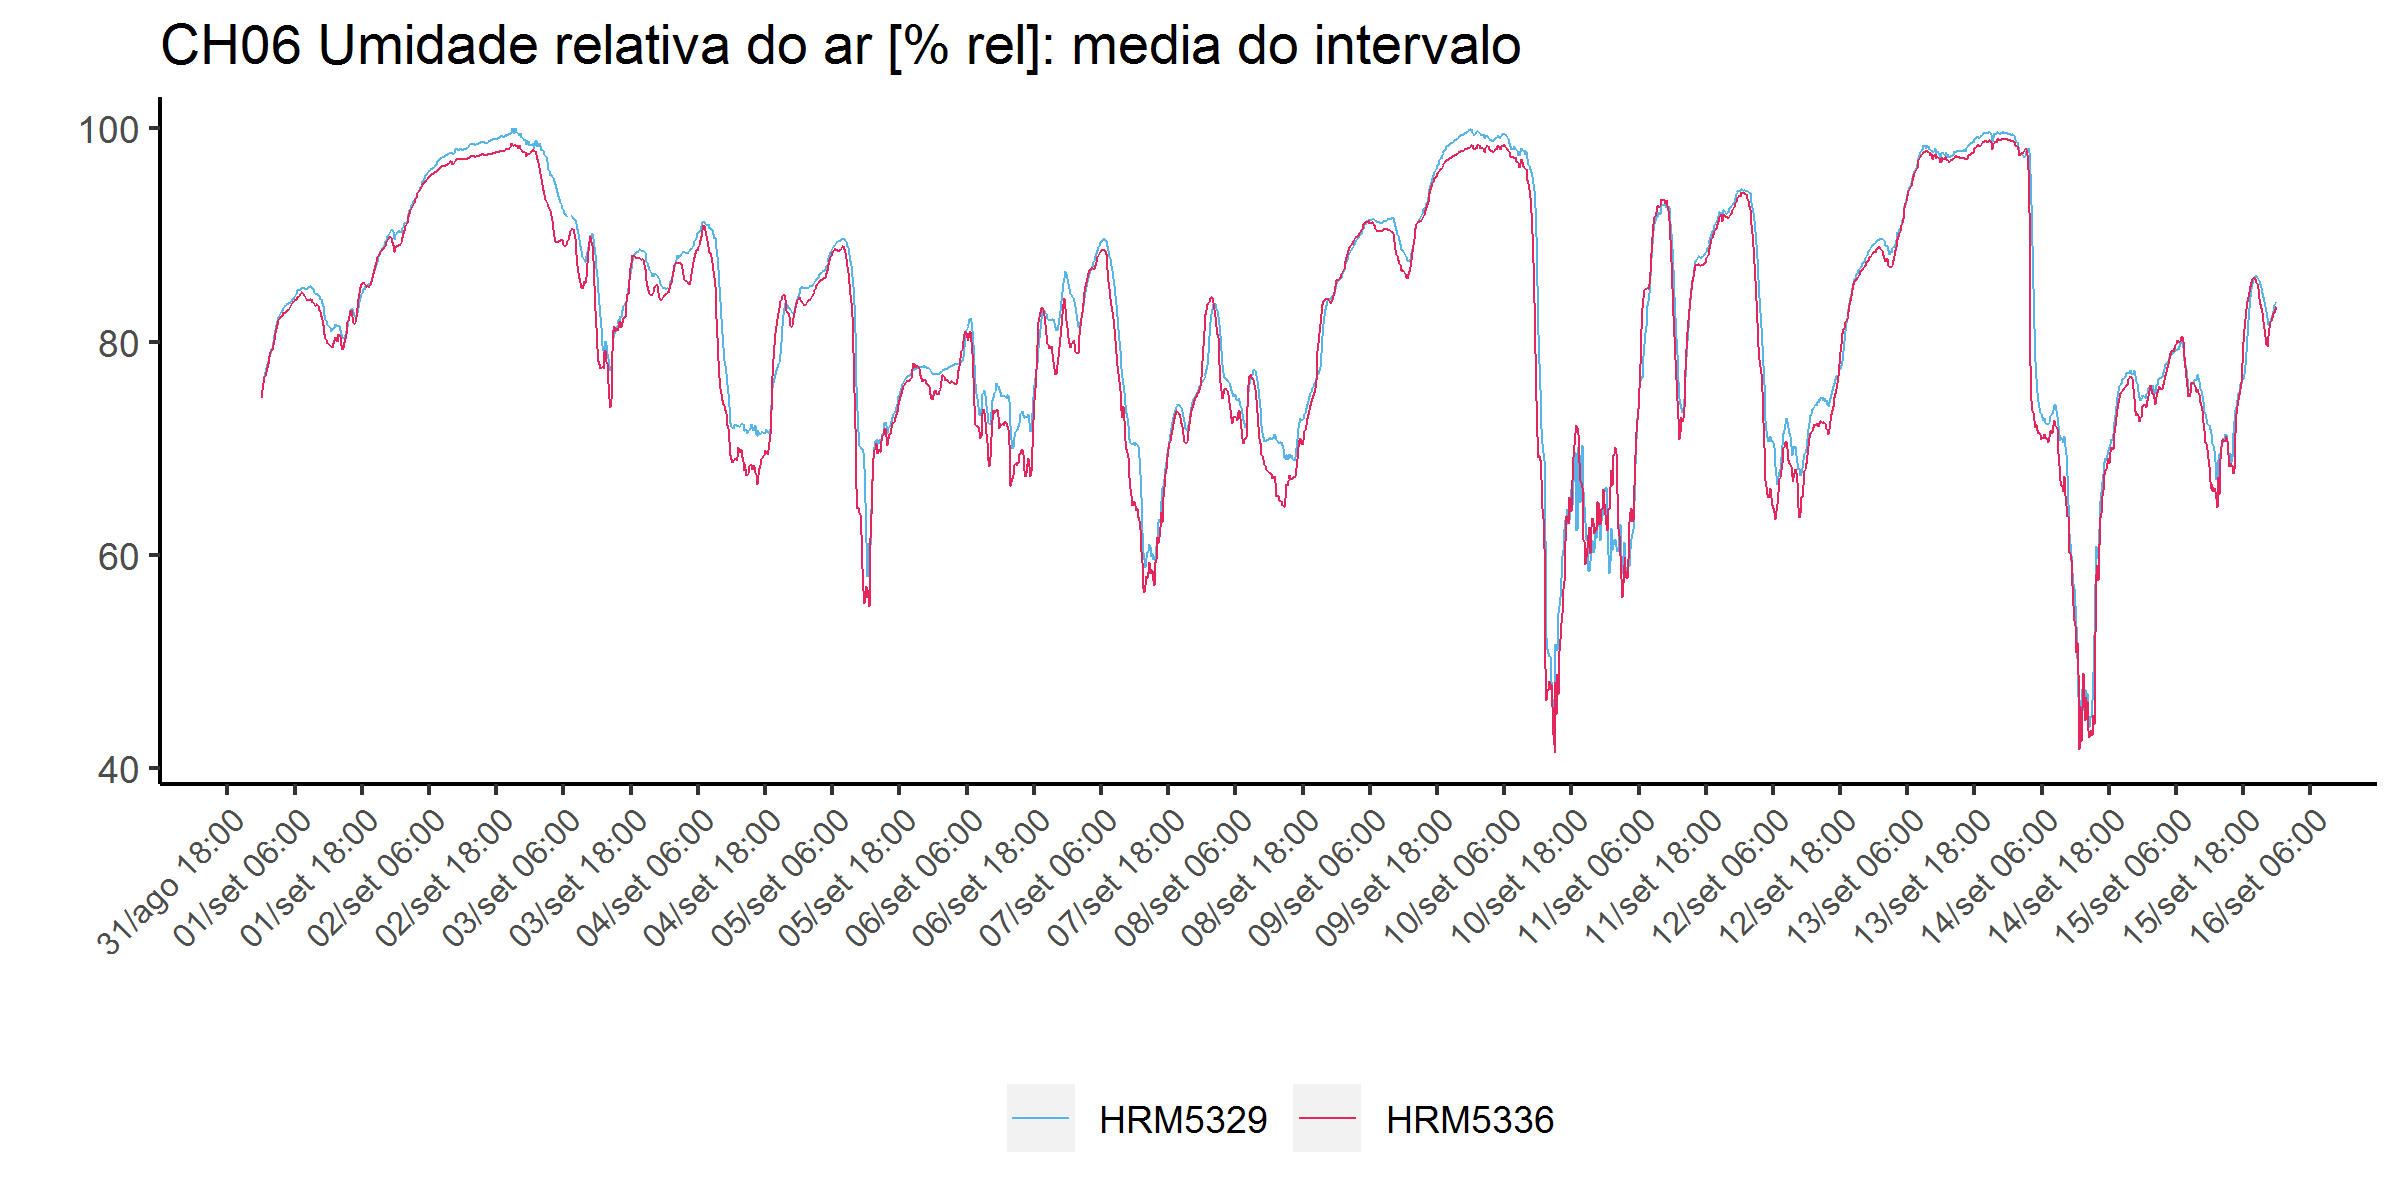 CH06 Umidade relativa do ar [% rel]: media do intervalo
100
80
60
40
31/ago 18:00
01/set 06:00
01/set 18:00
02/set 06:00
02/set 18:00
03/set 06:00
03/set 18:00
04/set 06:00
04/set 18:00
05/set 06:00
05/set 18:00
06/set 06:00
06/set 18:00
07/set 06:00
07/set 18:00
08/set 06:00
08/set 18:00
09/set 06:00
09/set 18:00
10/set 06:00
10/set 18:00
11/set 06:00
11/set 18:00
12/set 06:00
12/set 18:00
13/set 06:00
13/set 18:00
14/set 06:00
14/set 18:00
15/set 06:00
15/set 18:00
16/set 06:00
HRM5329
HRM5336